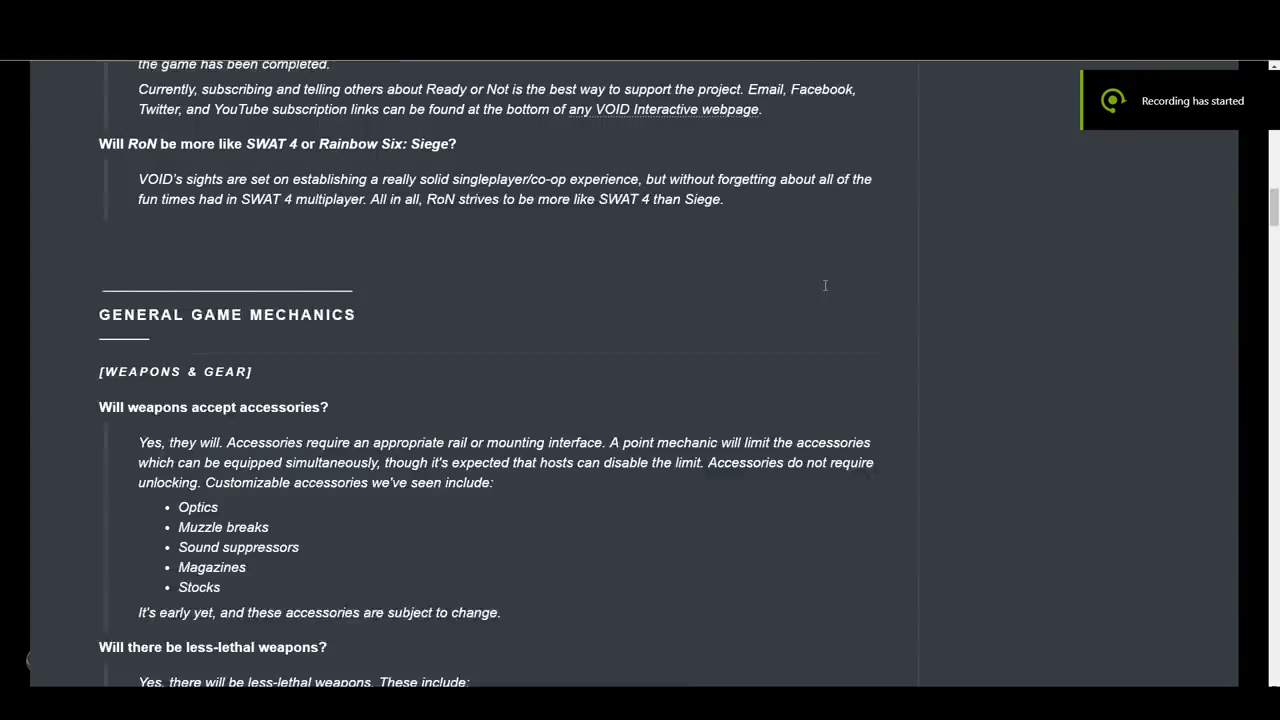 the game has been completed.
Currently, subscribing and telling others about Ready or Not is the best way to support the project. Email, Facebook,
Twitter, and YouTube subscription links can be found at the bottom of any VOID Interactive webpage.
Recording has started
Will RoN be more like SWAT 4 or Rainbow Six: Siege?
VOID's sights are set on establishing a really solid singleplayer/co-op experience, but without forgetting about all of the
fun times had in SWAT 4 multiplayer. All in all, RoN strives to be more like SWAT 4 than Siege.
GENERAL GAME MECHANICS
[WEAPONS & GEAR]
Will weapons accept accessories?
Yes, they will. Accessories require an appropriate rail or mounting interface. A point mechanic will limit the accessories
which can be equipped simultaneously, though it's expected that hosts can disable the limit. Accessories do not require
unlocking. Customizable accessories we've seen include:
• Optics
• Muzzle breaks
• Sound suppressors
• Magazines
• Stocks
It's early yet, and these accessories are subject to change.
Will there be less-lethal weapons?
Yes, there will be less-lethal weapons. These include: